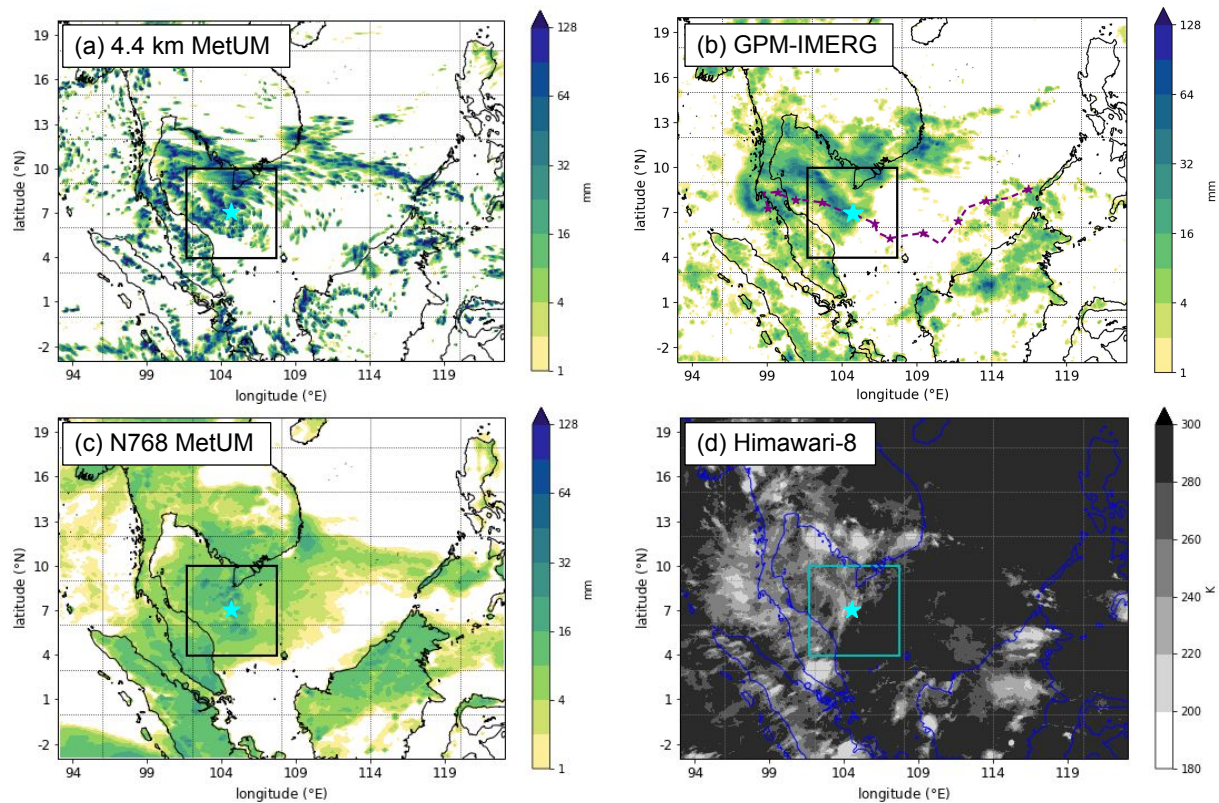 (a) 4.4 km MetUM
19
16
13
10
7
4
1
-2
latitude (°N)
94 99 104 109 114 119
longitude (°E)
128
64
32
16
4
1
mm
(b) GPM-IMERG
19
16
13
10
7
4
1
-2
latitude (°N)
94 99 104 109 114 119
longitude (°E)
128
64
32
16
4
1
mm
(c) N768 MetUM
19
16
13
10
7
4
1
-2
latitude (°N)
94 99 104 109 114 119
longitude (°E)
128
64
32
16
4
1
mm
(d) Himawari-8
19
16
13
10
7
4
1
-2
latitude (°N)
94 99 104 109 114 119
longitude (°E)
300
280
260
240
220
200
180
K